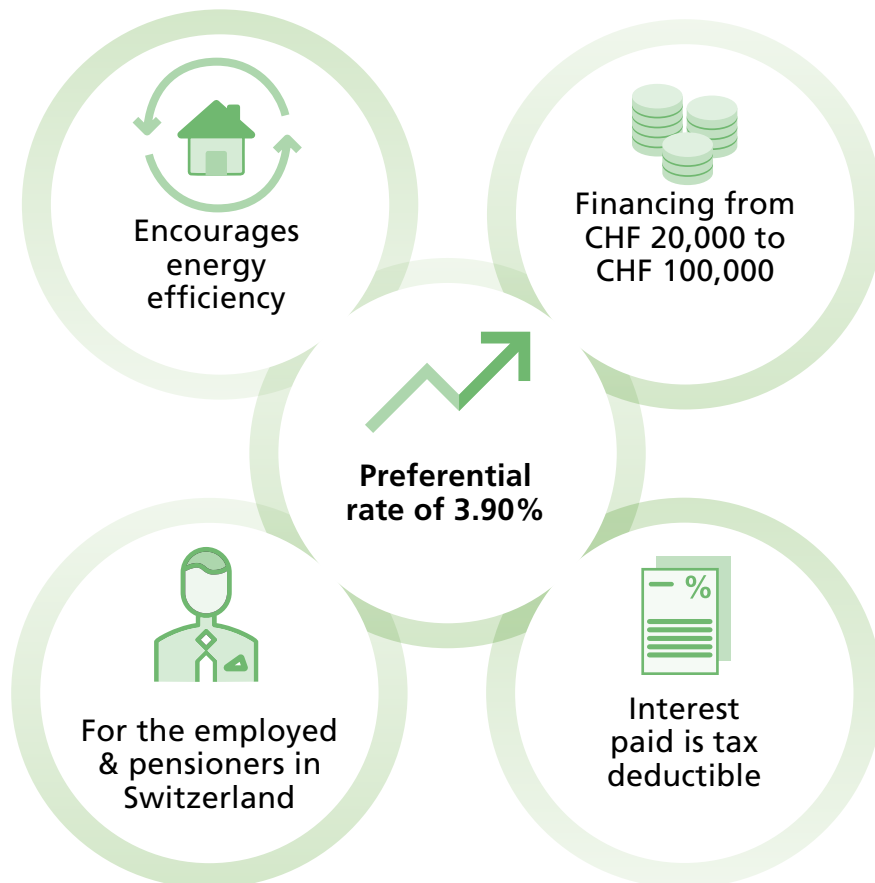 Encourages
energy
efficiency
Financing from
CHF 20,000 to
CHF 100,000
Preferential
rate of 3.90%
For the employed
& pensioners in
Switzerland
%
Interest
paid is tax
deductible